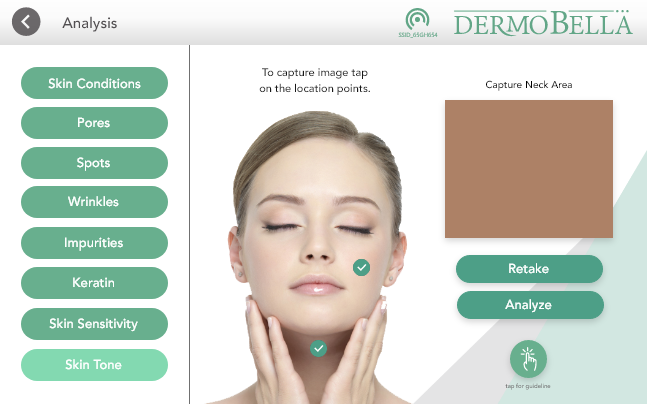 Analysis
SSID_65GH654
DERMOBELLA
Skin Conditions
Pores
Spots
Wrinkles
Impurities
Keratin
Skin Sensitivity
Skin Tone
To capture image tap
on the location points.
Capture Neck Area
Retake
Analyze
tap for guideline